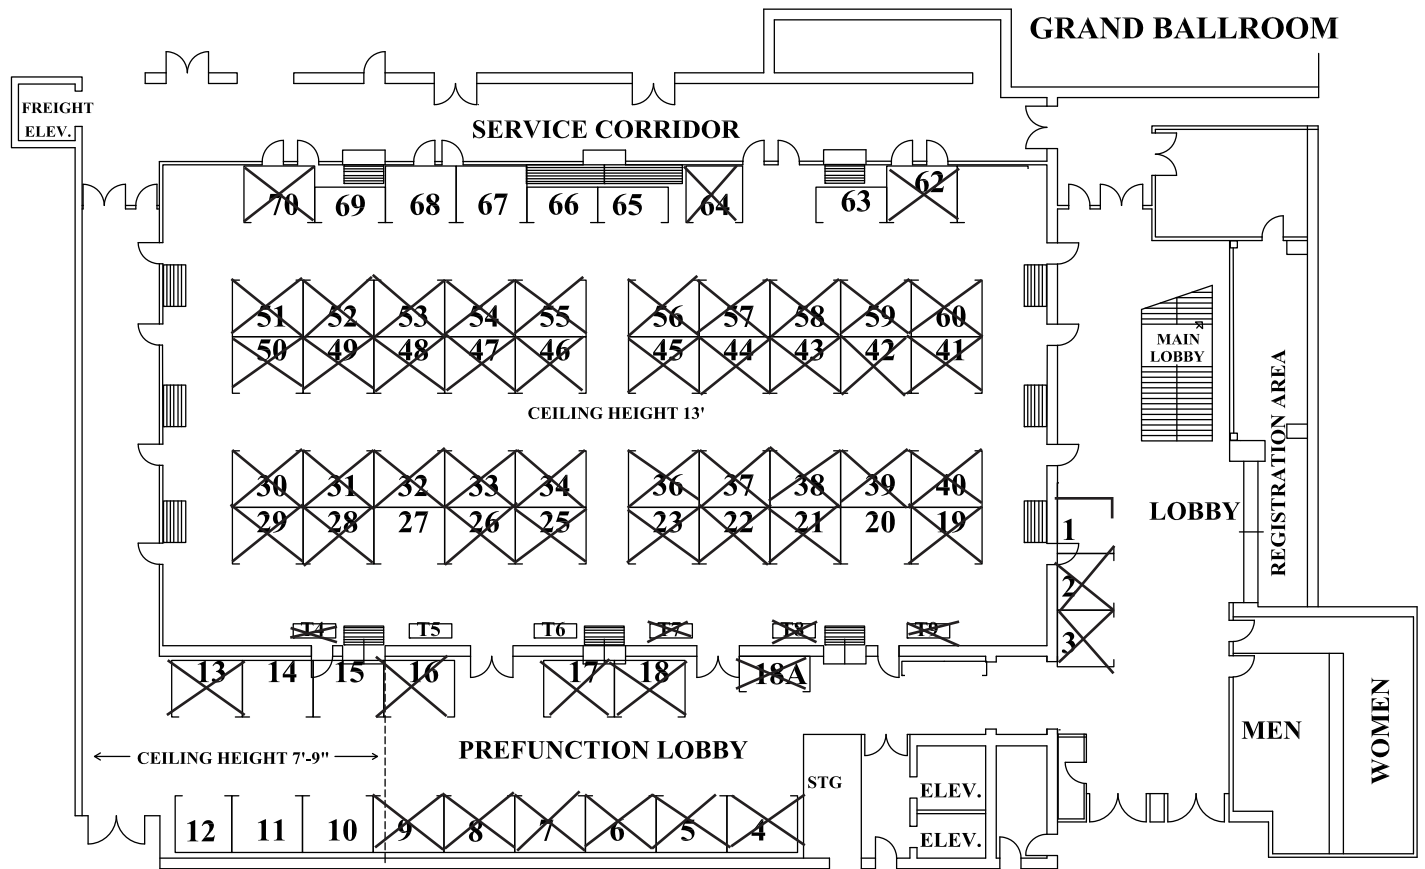 GRAND BALLROOM
FREIGHT
ELEV.
SERVICE CORRIDOR
70 69 68 67 66 65 64 63 62
51 52 53 54 55 56 57 58 59 60
50 49 48 47 46 45 44 43 42 41
MAIN
LOBBY
CEILING HEIGHT 13'
REGISTRATION AREA
30 31 32 33 34 36 37 38 39 40
29 28 27 26 25 23 22 21 20 19
LOBBY
1
2
3
T4 T5 T6 T7 T8 T9
13 14 15 16 17 18 18A
MEN
WOMEN
PREFUNCTION LOBBY
CEILING HEIGHT 7'-9"
STG
ELEV.
ELEV.
12 11 10 9 8 7 6 5 4